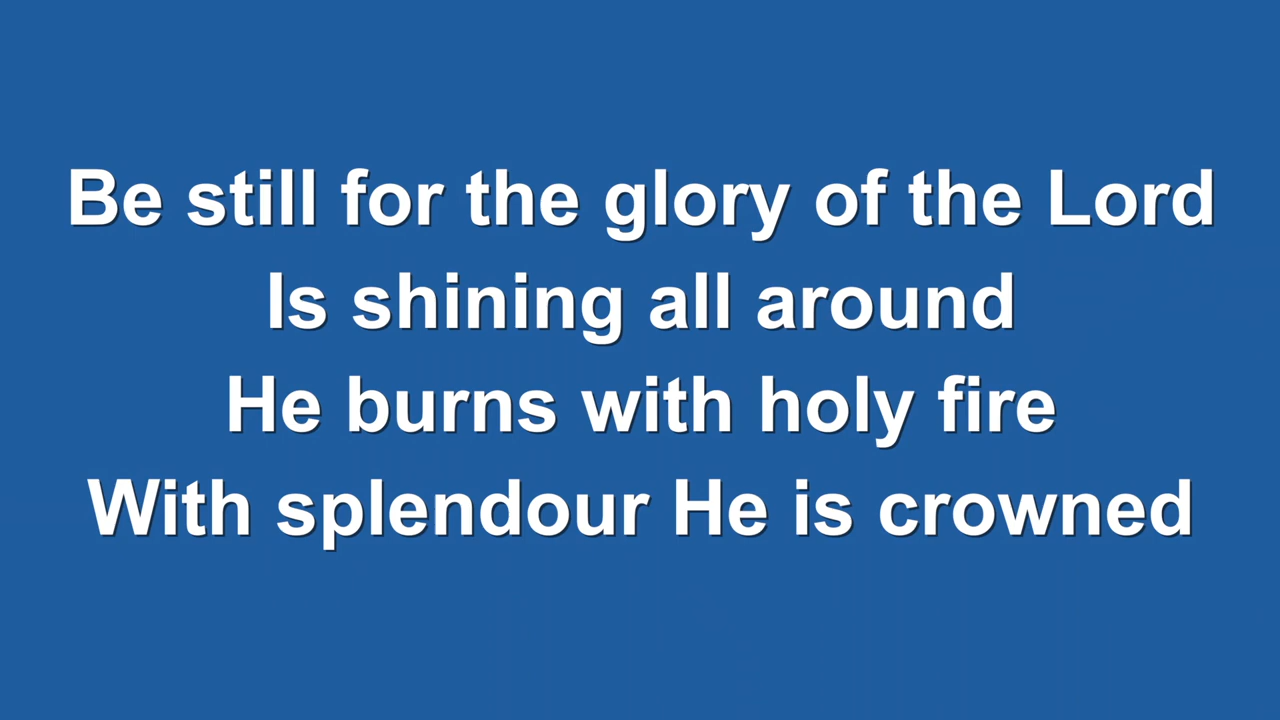 Be still for the glory of the Lord
Is shining all around
He burns with holy fire
With splendour He is crowned